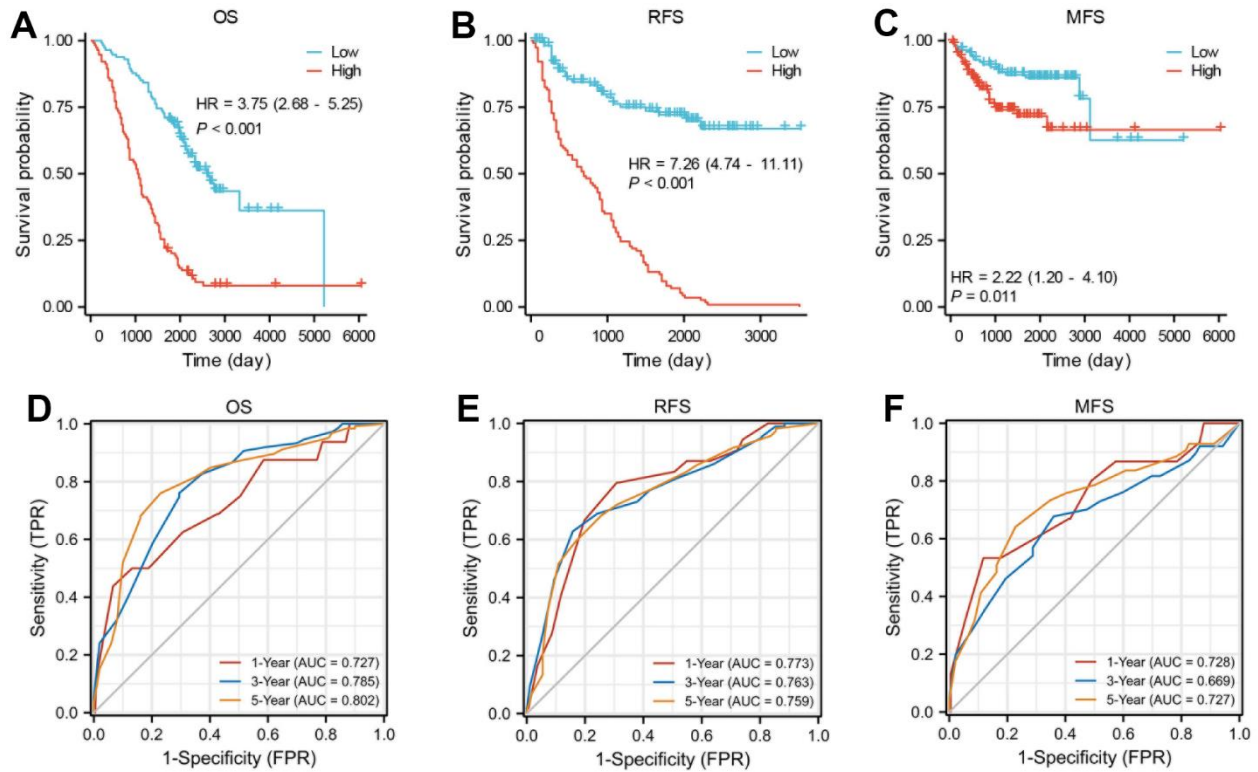 A
OS
1.00
0.75
0.50
0.25
0.00
Survival probability
Low
High
HR = 3.75 (2.68 - 5.25)
P < 0.001
0 1000 2000 3000 4000 5000 6000
Time (day)
B
RFS
1.00
0.75
0.50
0.25
0.00
Survival probability
Low
High
HR = 7.26 (4.74 - 11.11)
P < 0.001
0 1000 2000 3000
Time (day)
C
MFS
1.00
0.75
0.50
0.25
0.00
Survival probability
Low
High
HR = 2.22 (1.20 - 4.10)
P = 0.011
0 1000 2000 3000 4000 5000 6000
Time (day)
D
OS
1.0
0.8
0.6
0.4
0.2
0.0
Sensitivity (TPR)
1-Year (AUC = 0.727)
3-Year (AUC = 0.785)
5-Year (AUC = 0.802)
0.0 0.2 0.4 0.6 0.8 1.0
1-Specificity (FPR)
E
RFS
1.0
0.8
0.6
0.4
0.2
0.0
Sensitivity (TPR)
1-Year (AUC = 0.773)
3-Year (AUC = 0.763)
5-Year (AUC = 0.759)
0.0 0.2 0.4 0.6 0.8 1.0
1-Specificity (FPR)
F
MFS
1.0
0.8
0.6
0.4
0.2
0.0
Sensitivity (TPR)
1-Year (AUC = 0.728)
3-Year (AUC = 0.669)
5-Year (AUC = 0.727)
0.0 0.2 0.4 0.6 0.8 1.0
1-Specificity (FPR)